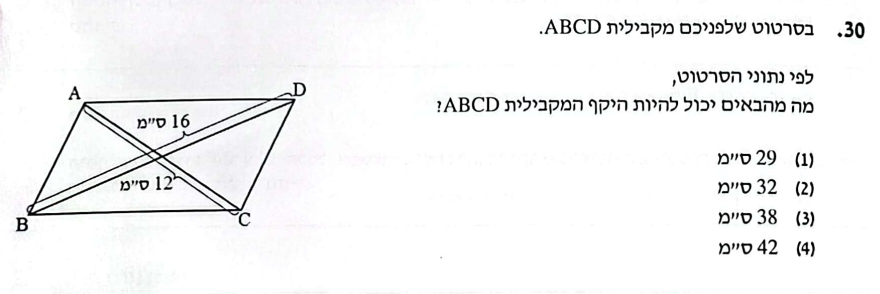 30. בסרטוט שלפניכם מקבילית ABCD.
לפי נתוני הסרטוט,
מה מהבאים יכול להיות היקף המקבילית ABCD?
(1) 29 ס״מ
(2) 32 ס״מ
(3) 38 ס״מ
(4) 42 ס״מ
A
D
16 ס״מ
12 ס״מ
B
C